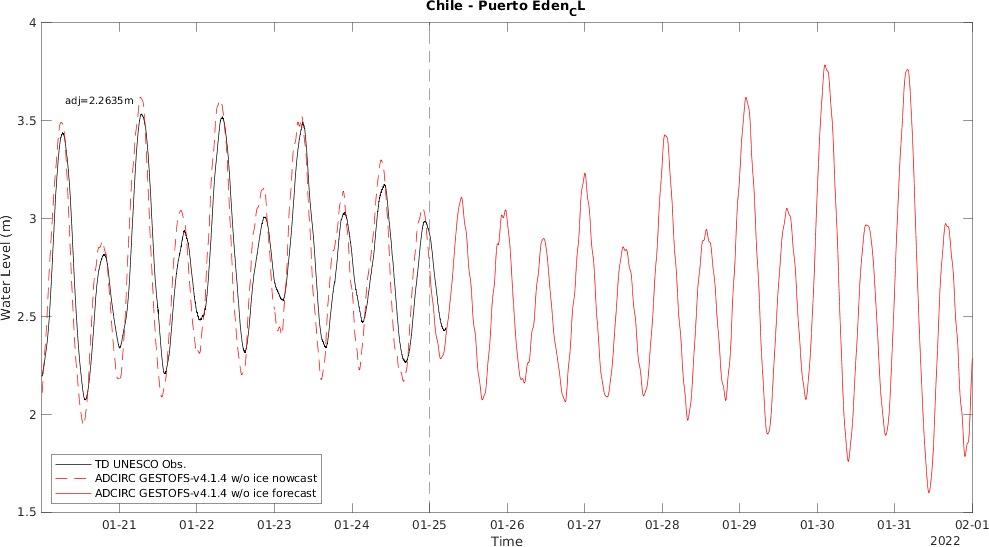 Chile - Puerto Eden_CL
4
3.5
3
2.5
2
1.5
Water Level (m)
adj=2.2635m
TD UNESCO Obs.
ADCIRC GESTOFS-v4.1.4 w/o ice nowcast
ADCIRC GESTOFS-v4.1.4 w/o ice forecast
01-21 01-22 01-23 01-24 01-25 01-26 01-27 01-28 01-29 01-30 01-31 02-01
Time
2022